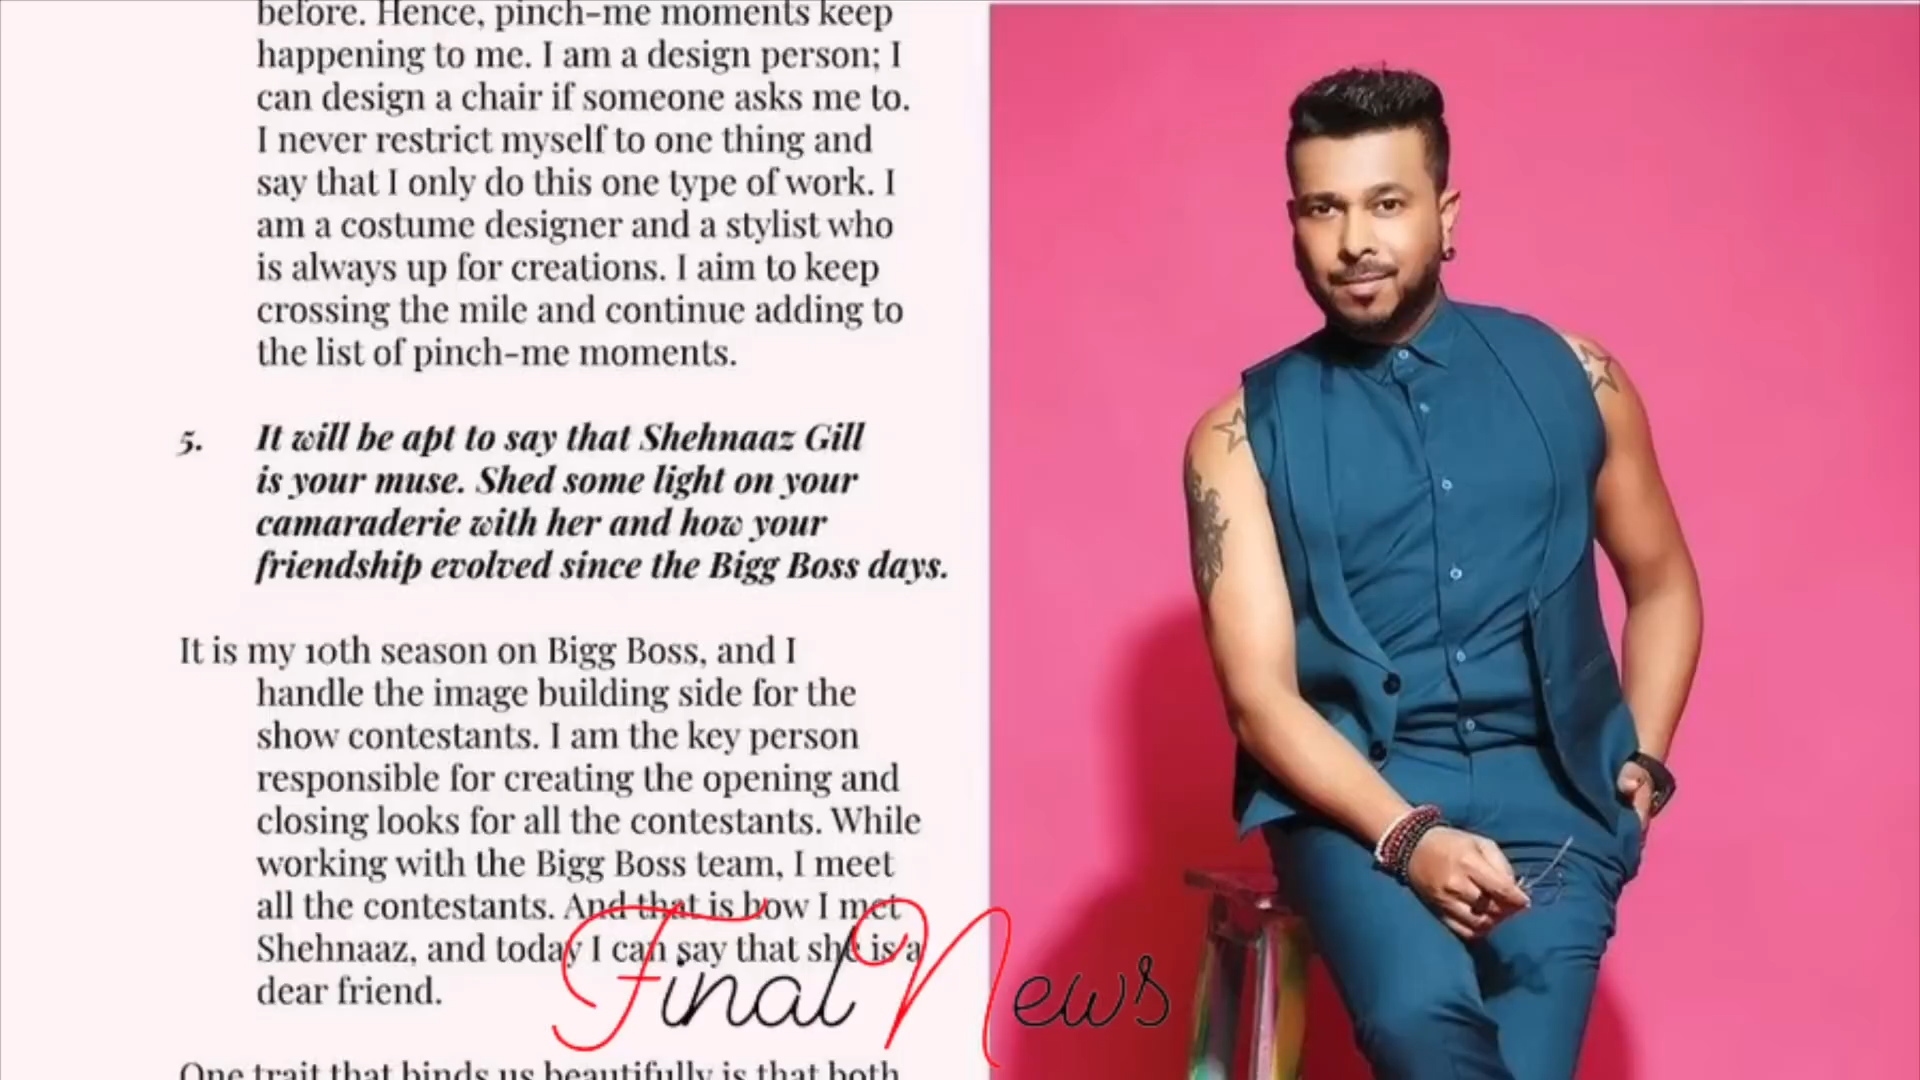 before. Hence, pinch-me moments keep
happening to me. I am a design person; I
can design a chair if someone asks me to.
I never restrict myself to one thing and
say that I only do this one type of work. I
am a costume designer and a stylist who
is always up for creations. I aim to keep
crossing the mile and continue adding to
the list of pinch-me moments.
5. It will be apt to say that Shehnaaz Gill
is your muse. Shed some light on your
camaraderie with her and how your
friendship evolved since the Bigg Boss days.
It is my 10th season on Bigg Boss, and I
handle the image building side for the
show contestants. I am the key person
responsible for creating the opening and
closing looks for all the contestants. While
working with the Bigg Boss team, I meet
all the contestants. And that is how I met
Shehnaaz, and today I can say that she is a
dear friend.
Final News
One trait that binds us beautifully is that both